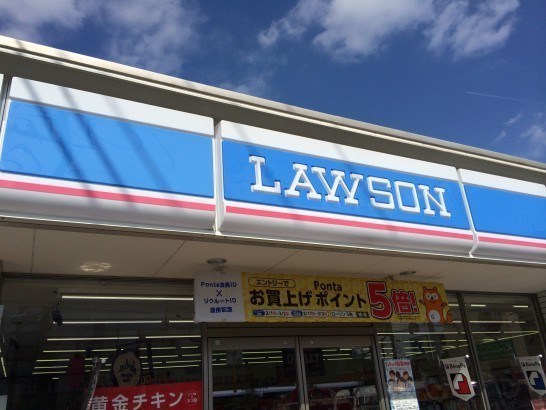 LAWSON
Ponta会員ID
×
リクルートID
連携記念
エントリーで
Ponta
お買上げポイント5倍!
黄金チキン